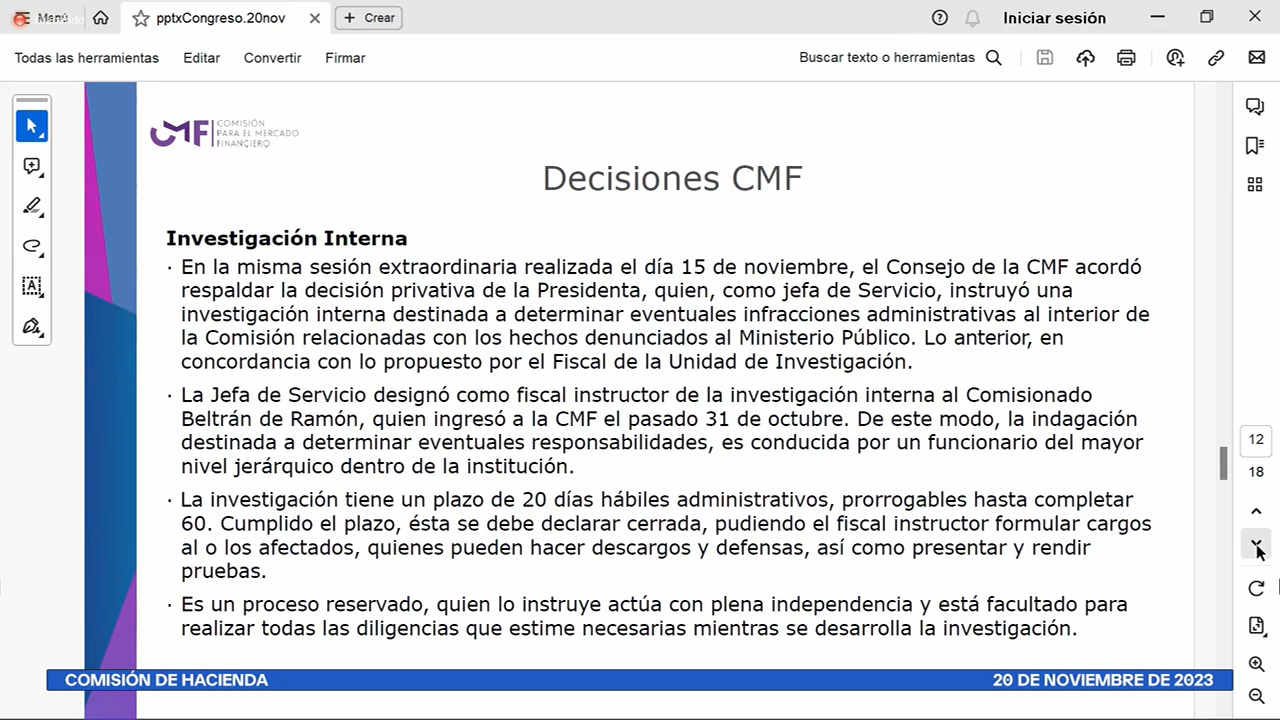 Menú
pptxCongreso.20nov
Crear
Iniciar sesión
Todas las herramientas
Editar
Convertir
Firmar
Buscar texto o herramientas
CMF
COMISIÓN
PARA EL MERCADO
FINANCIERO
Decisiones CMF
Investigación Interna
· En la misma sesión extraordinaria realizada el día 15 de noviembre, el Consejo de la CMF acordó
respaldar la decisión privativa de la Presidenta, quien, como jefa de Servicio, instruyó una
investigación interna destinada a determinar eventuales infracciones administrativas al interior de
la Comisión relacionadas con los hechos denunciados al Ministerio Público. Lo anterior, en
concordancia con lo propuesto por el Fiscal de la Unidad de Investigación.
· La Jefa de Servicio designó como fiscal instructor de la investigación interna al Comisionado
Beltrán de Ramón, quien ingresó a la CMF el pasado 31 de octubre. De este modo, la indagación
destinada a determinar eventuales responsabilidades, es conducida por un funcionario del mayor
nivel jerárquico dentro de la institución.
· La investigación tiene un plazo de 20 días hábiles administrativos, prorrogables hasta completar
60. Cumplido el plazo, ésta se debe declarar cerrada, pudiendo el fiscal instructor formular cargos
al o los afectados, quienes pueden hacer descargos y defensas, así como presentar y rendir
pruebas.
· Es un proceso reservado, quien lo instruye actúa con plena independencia y está facultado para
realizar todas las diligencias que estime necesarias mientras se desarrolla la investigación.
12
18
COMISIÓN DE HACIENDA
20 DE NOVIEMBRE DE 2023